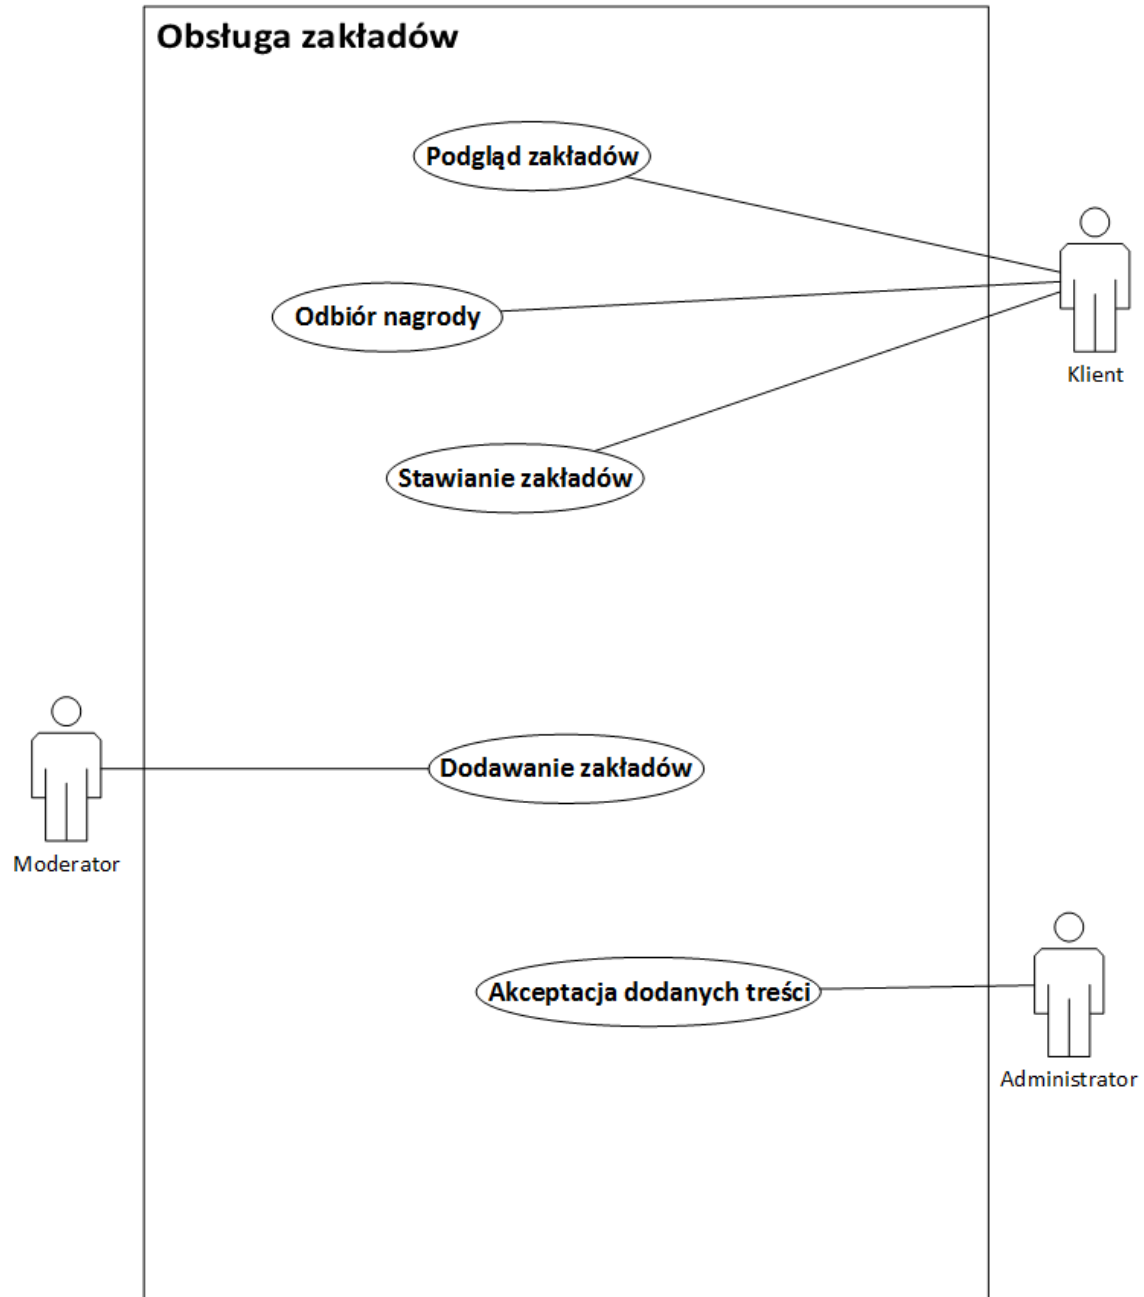 Obsługa zakładów
Podgląd zakładów
Odbiór nagrody
Klient
Stawianie zakładów
Dodawanie zakładów
Moderator
Akceptacja dodanych treści
Administrator